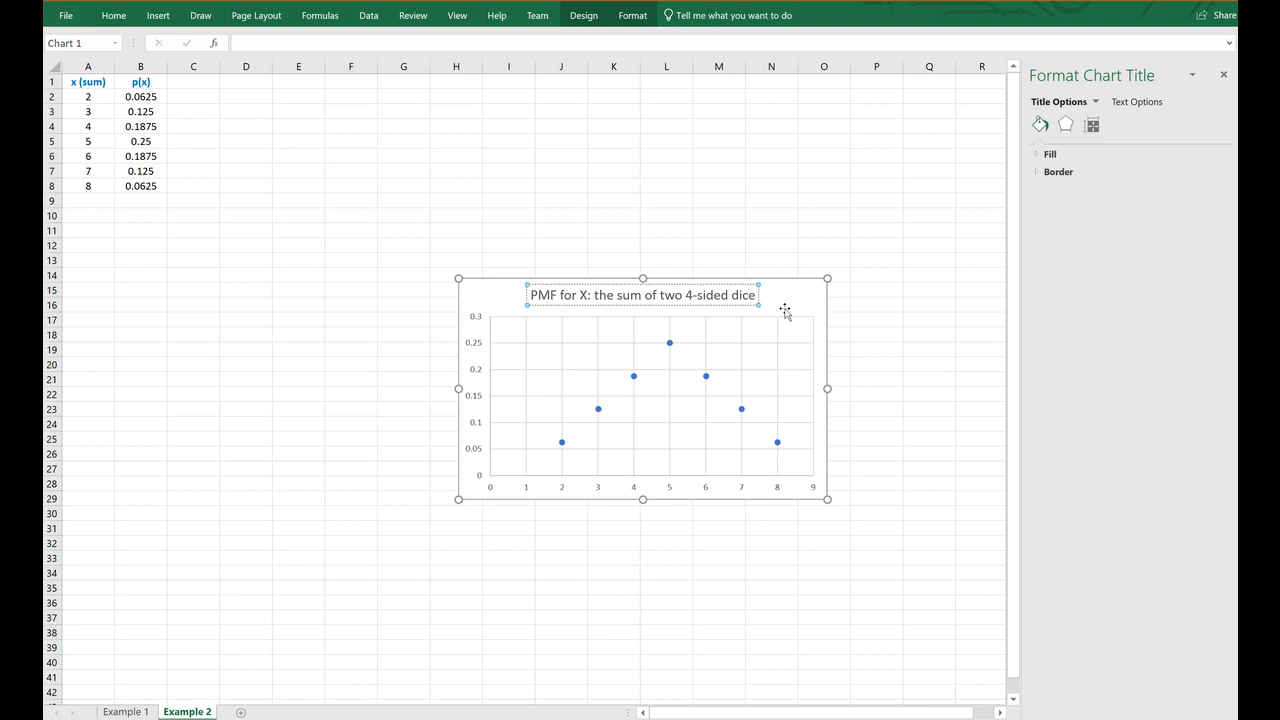 File Home Insert Draw Page Layout Formulas Data Review View Help Team Design Format Tell me what you want to do Share
Chart 1 fx
A B C D E F G H I J K L M N O P Q R
1 x (sum) p(x)
2 2 0.0625
3 3 0.125
4 4 0.1875
5 5 0.25
6 6 0.1875
7 7 0.125
8 8 0.0625
9
10
11
12
13
14
15
16
17
18
19
20
21
22
23
24
25
26
27
28
29
30
31
32
33
34
35
36
37
38
39
40
41
42
PMF for X: the sum of two 4-sided dice
0.3
0.25
0.2
0.15
0.1
0.05
0
0 1 2 3 4 5 6 7 8 9
Format Chart Title
Title Options Text Options
Fill
Border
Example 1 Example 2